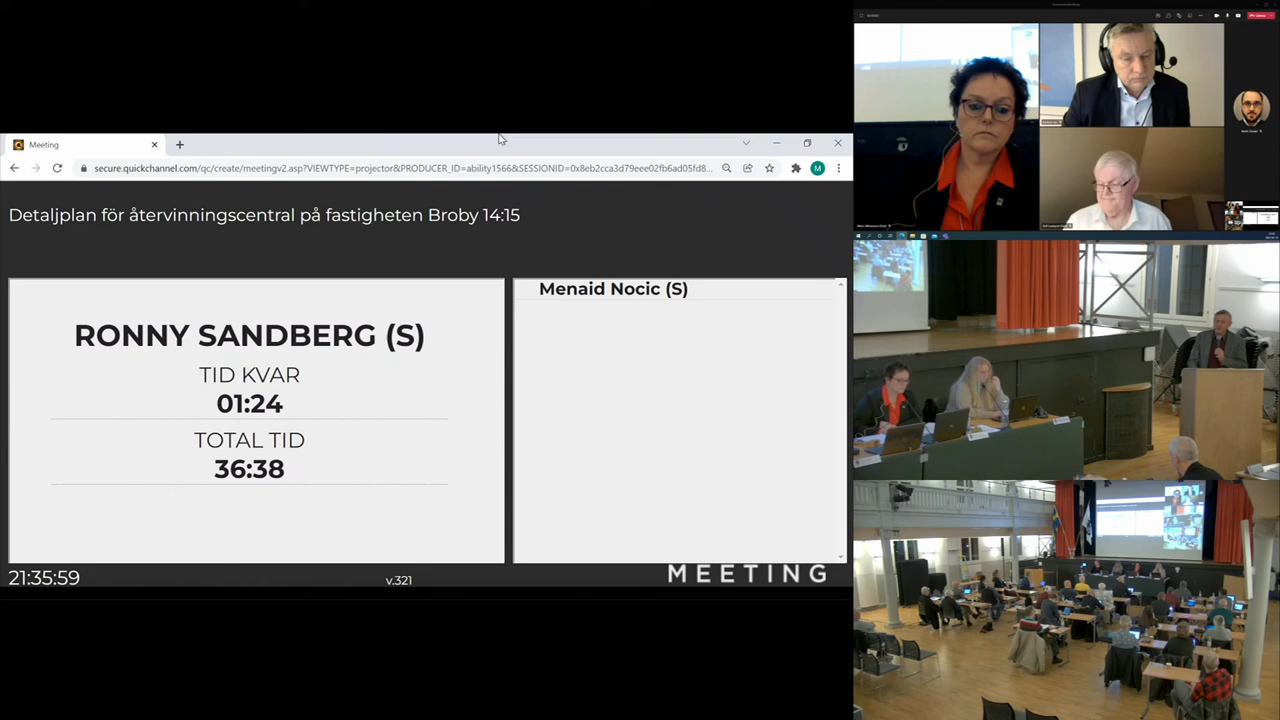 Meeting
secure.quickchannel.com/qc/create/meetingv2.asp?VIEWTYPE=projector&PRODUCER_ID=ability1566&SESSIONID=0x8eb2cca3d79eee02fb6ad05fd8...
M
Detaljplan för återvinningscentral på fastigheten Broby 14:15
RONNY SANDBERG (S)
TID KVAR
01:24
TOTAL TID
36:38
Menaid Nocic (S)
21:35:59
v.321
MEETING